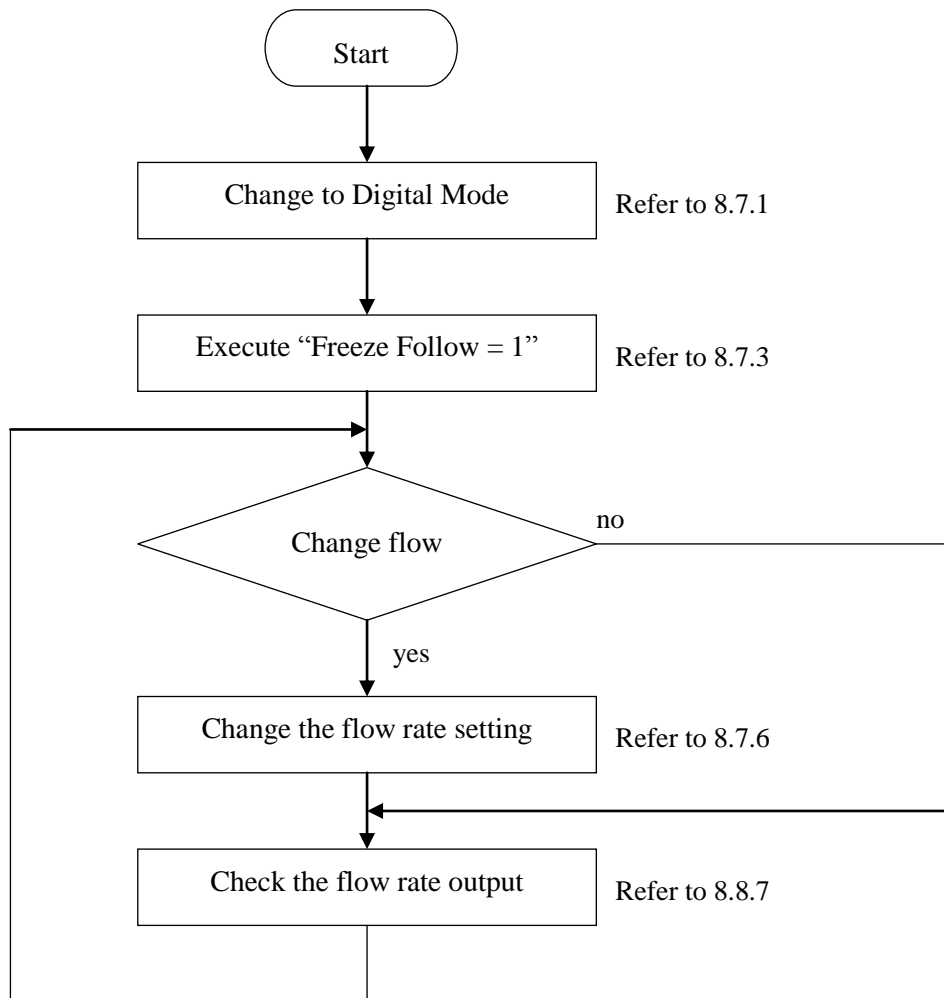 Start
Change to Digital Mode
Refer to 8.7.1
Execute “Freeze Follow = 1”
Refer to 8.7.3
Change flow
no
yes
Change the flow rate setting
Refer to 8.7.6
Check the flow rate output
Refer to 8.8.7